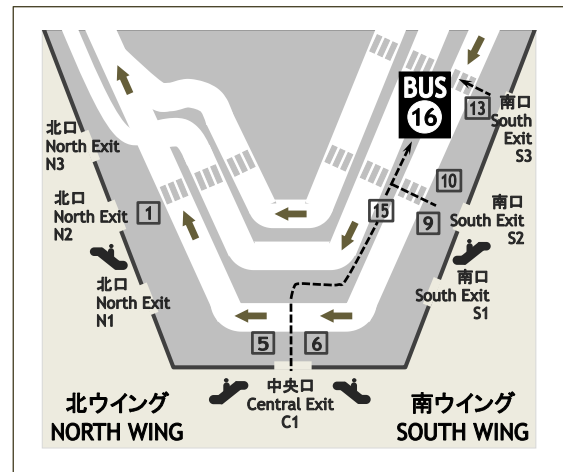 BUS
16
13
南口
South
Exit
S3
北口
North Exit
N3
10
15
9
1
南口
South Exit
S2
北口
North Exit
N2
南口
South Exit
S1
北口
North Exit
N1
5
6
中央口
Central Exit
C1
北ウイング
NORTH WING
南ウイング
SOUTH WING